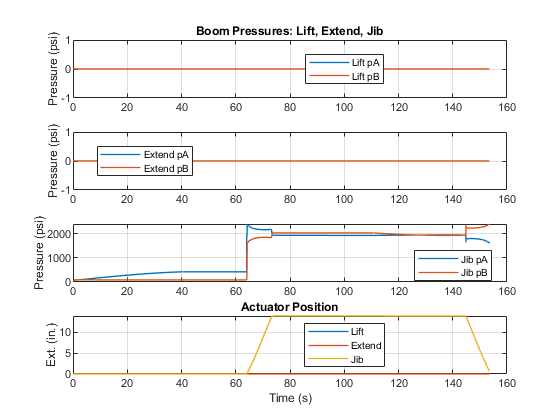 Boom Pressures: Lift, Extend, Jib
Pressure (psi)
1
0
-1
Lift pA
Lift pB
0 20 40 60 80 100 120 140 160
Pressure (psi)
1
0
-1
Extend pA
Extend pB
0 20 40 60 80 100 120 140 160
Pressure (psi)
2000
1000
0
Jib pA
Jib pB
0 20 40 60 80 100 120 140 160
Actuator Position
Ext. (in.)
10
5
0
Lift
Extend
Jib
0 20 40 60 80 100 120 140 160
Time (s)